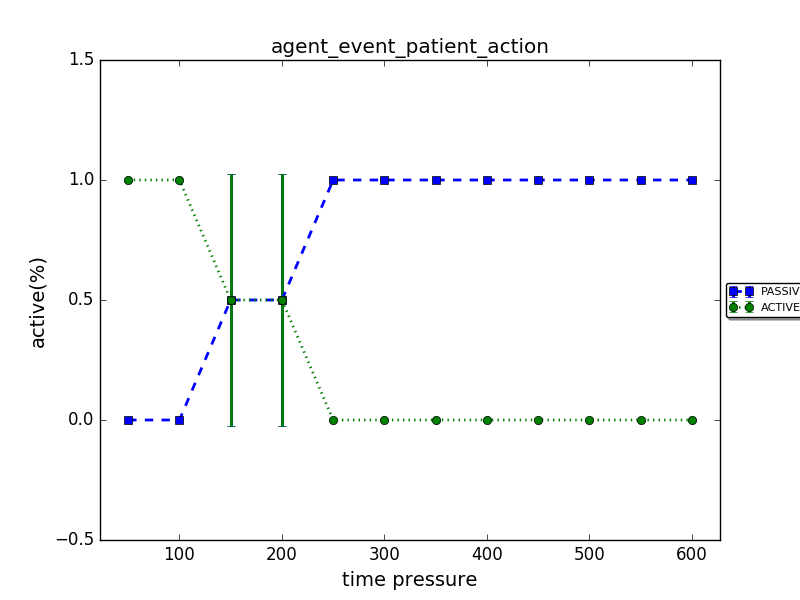 agent_event_patient_action
1.5
1.0
0.5
0.0
−0.5
active(%)
100 200 300 400 500 600
time pressure
PASSIV
ACTIVE